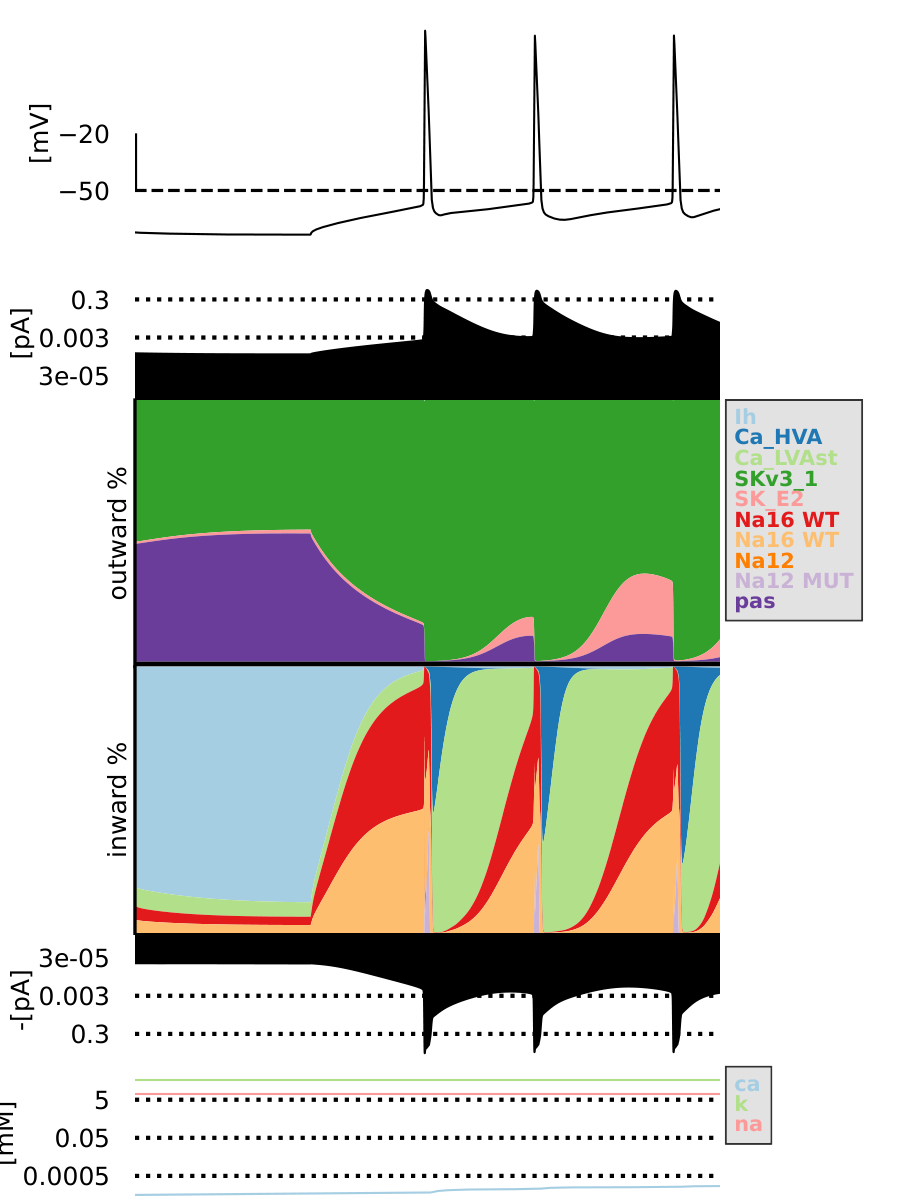 [mV]
−20
−50
[pA]
0.3
0.003
3e-05
outward %
Ih
Ca_HVA
Ca_LVAst
SKv3_1
SK_E2
Na16 WT
Na16 WT
Na12
Na12 MUT
pas
inward %
-[pA]
3e-05
0.003
0.3
[mM]
5
0.05
0.0005
ca
k
na